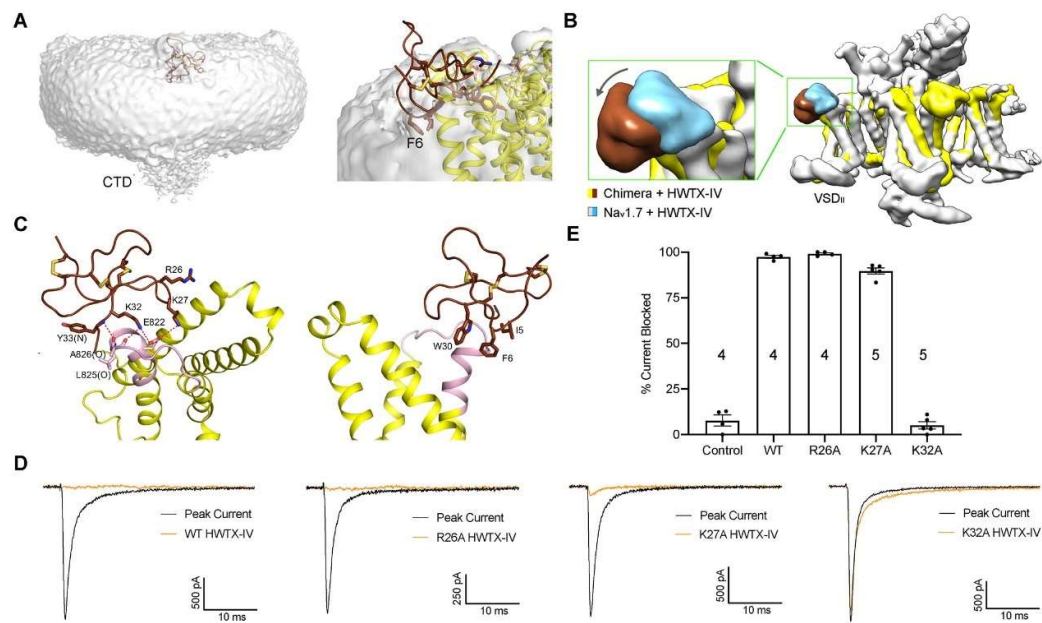 A
F6
CTD
B
Chimera + HWTX-IV
Naᵥ1.7 + HWTX-IV
VSDII
C
R26
K32
K27
E822
Y33(N)
A826(O)
L825(O)
W30
I5
F6
E
% Current Blocked
100
75
50
25
0
4
4
4
5
5
Control
WT
R26A
K27A
K32A
D
Peak Current
WT HWTX-IV
500 pA
10 ms
Peak Current
R26A HWTX-IV
250 pA
10 ms
Peak Current
K27A HWTX-IV
500 pA
10 ms
Peak Current
K32A HWTX-IV
500 pA
10 ms